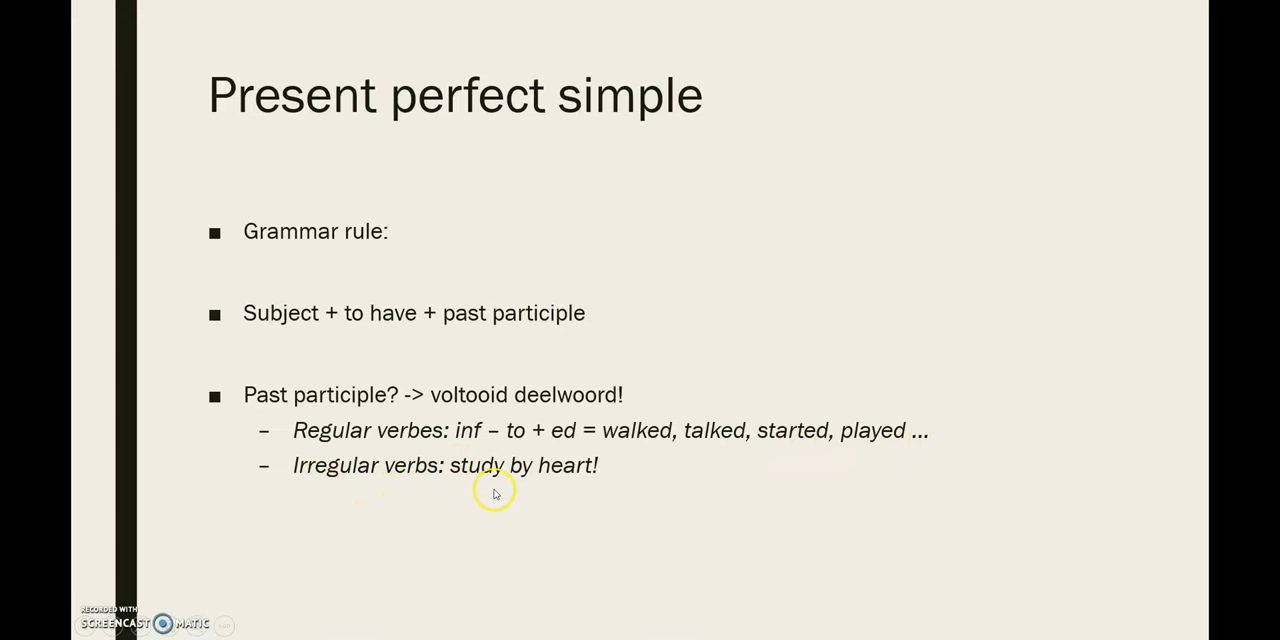 Present perfect simple
■ Grammar rule:
■ Subject + to have + past participle
■ Past participle? -> voltooid deelwoord!
– Regular verbes: inf – to + ed = walked, talked, started, played ...
– Irregular verbs: study by heart!
RECORDED WITH
SCREENCAST MATIC